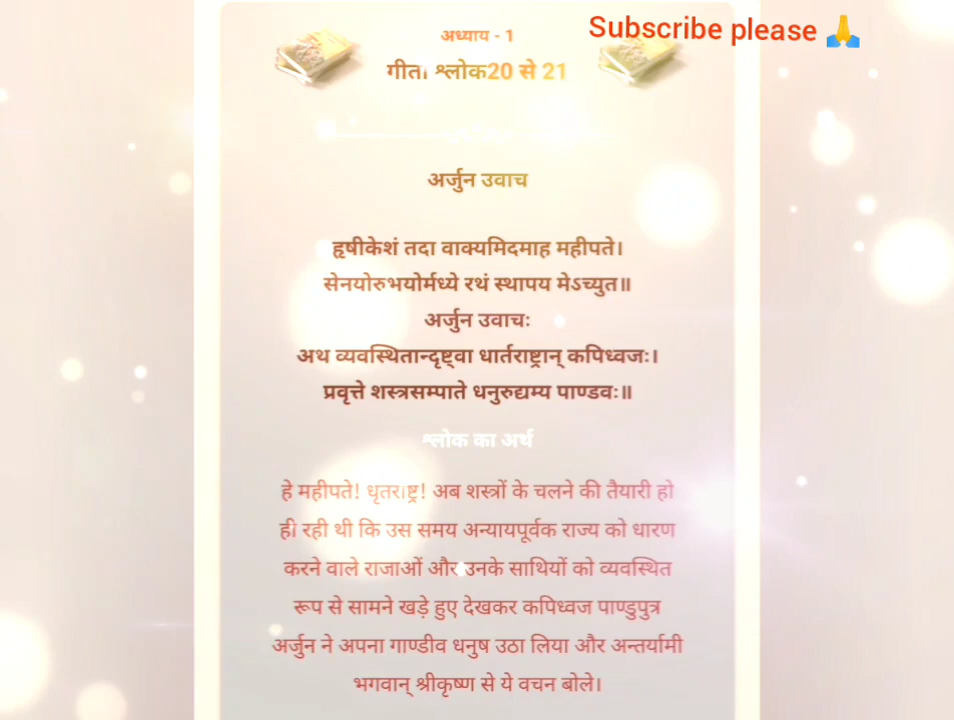 Subscribe please 🙏
अध्याय - 1
गीता श्लोक20 से 21
अर्जुन उवाच
हृषीकेशं तदा वाक्यमिदमाह महीपते।
सेनयोरुभयोर्मध्ये रथं स्थापय मेऽच्युत॥
अर्जुन उवाचः
अथ व्यवस्थितान्दृष्ट्वा धार्तराष्ट्रान् कपिध्वजः।
प्रवृत्ते शस्त्रसम्पाते धनुरुद्यम्य पाण्डवः॥
श्लोक का अर्थ
हे महीपते! धृतराष्ट्र! अब शस्त्रों के चलने की तैयारी हो
ही रही थी कि उस समय अन्यायपूर्वक राज्य को धारण
करने वाले राजाओं और उनके साथियों को व्यवस्थित
रूप से सामने खड़े हुए देखकर कपिध्वज पाण्डुपुत्र
अर्जुन ने अपना गाण्डीव धनुष उठा लिया और अन्तर्यामी
भगवान् श्रीकृष्ण से ये वचन बोले।